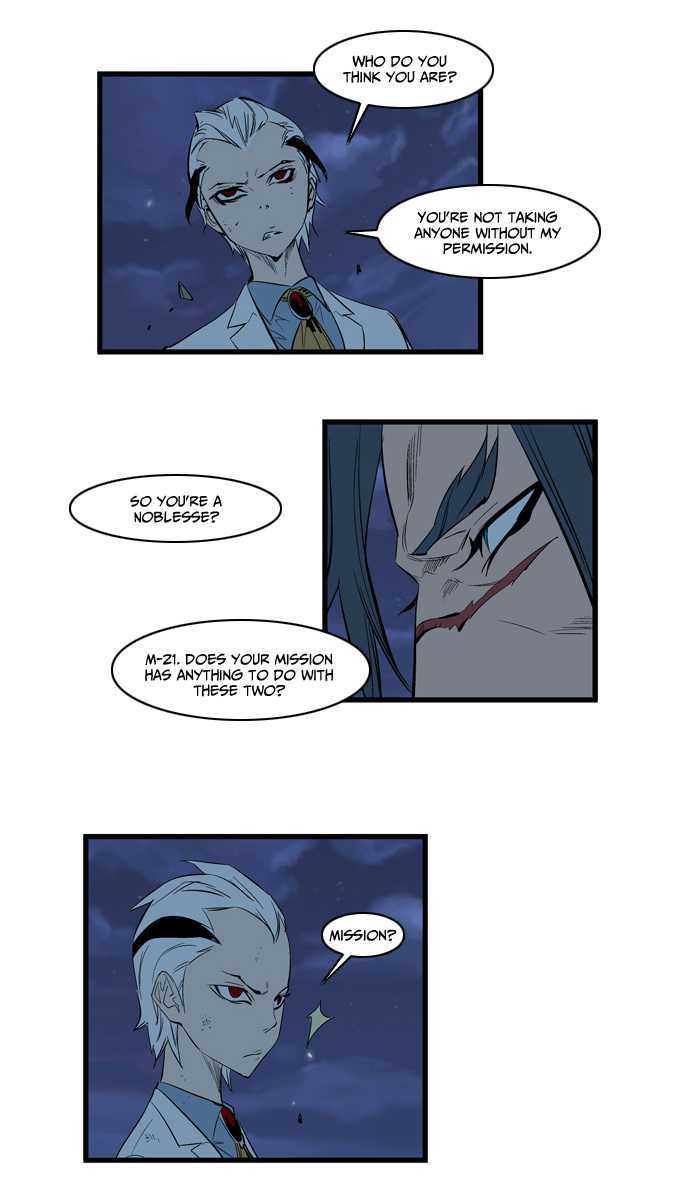 WHO DO YOU
THINK YOU ARE?
YOU'RE NOT TAKING
ANYONE WITHOUT MY
PERMISSION.
SO YOU'RE A
NOBLESSE?
M-21. DOES YOUR MISSION
HAS ANYTHING TO DO WITH
THESE TWO?
MISSION?